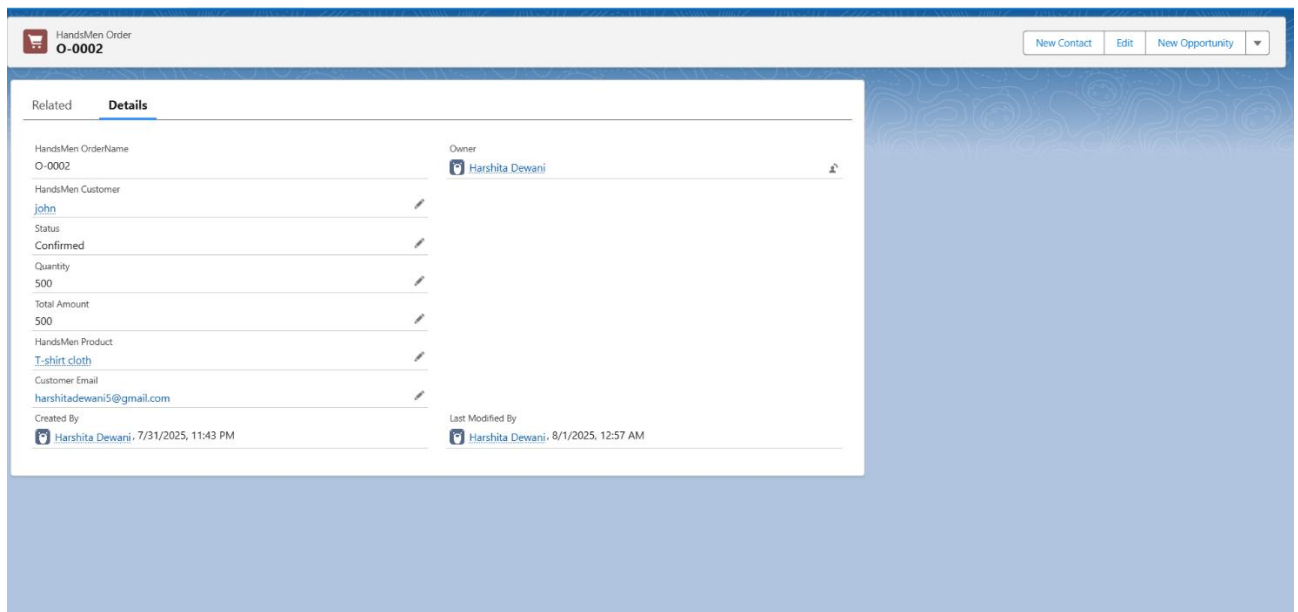 HandsMen Order
O-0002
New Contact
Edit
New Opportunity
Related
Details
HandsMen OrderName
O-0002
Owner
Harshita Dewani
HandsMen Customer
john
Status
Confirmed
Quantity
500
Total Amount
500
HandsMen Product
T-shirt cloth
Customer Email
harshitadewani5@gmail.com
Created By
Harshita Dewani, 7/31/2025, 11:43 PM
Last Modified By
Harshita Dewani, 8/1/2025, 12:57 AM